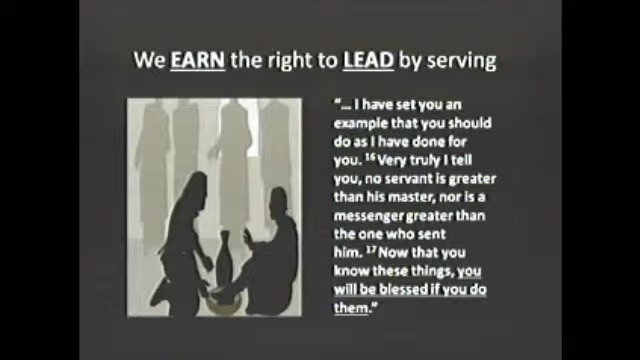 We EARN the right to LEAD by serving
"... I have set you an
example that you should
do as I have done for
you. 16 Very truly I tell
you, no servant is greater
than his master, nor is a
messenger greater than
the one who sent
him. 17 Now that you
know these things, you
will be blessed if you do
them."